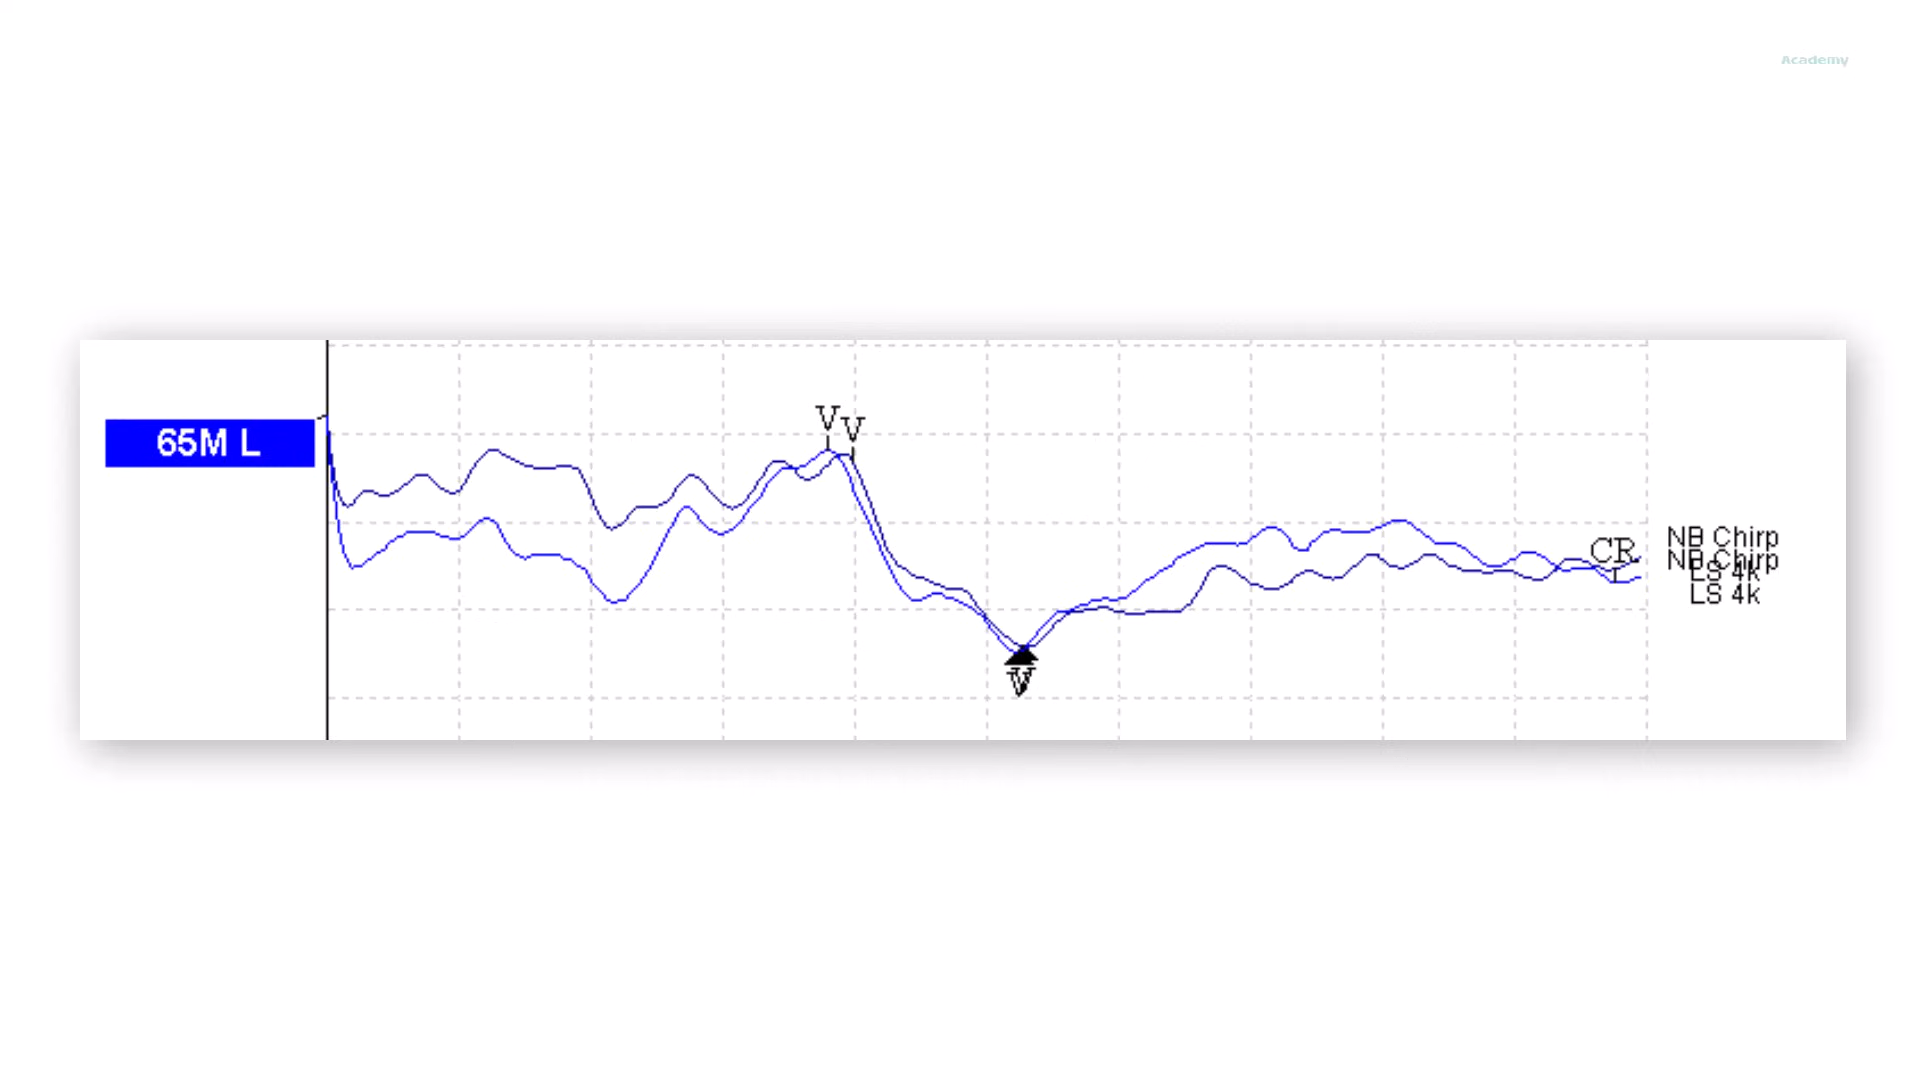 Academy
V V
65M L
NB Chirp
CR
NB Chirp
LS 4k
LS 4k
V